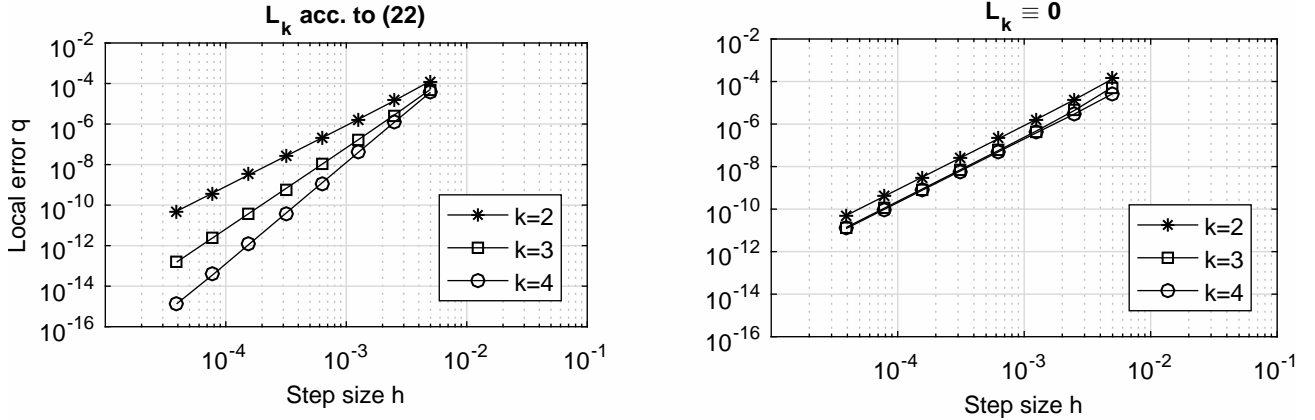 L_k acc. to (22)
10^-2
10^-4
10^-6
10^-8
10^-10
10^-12
10^-14
10^-16
Local error q
k=2
k=3
k=4
10^-4 10^-3 10^-2 10^-1
Step size h
L_k ≡ 0
10^-2
10^-4
10^-6
10^-8
10^-10
10^-12
10^-14
10^-16
k=2
k=3
k=4
10^-4 10^-3 10^-2 10^-1
Step size h